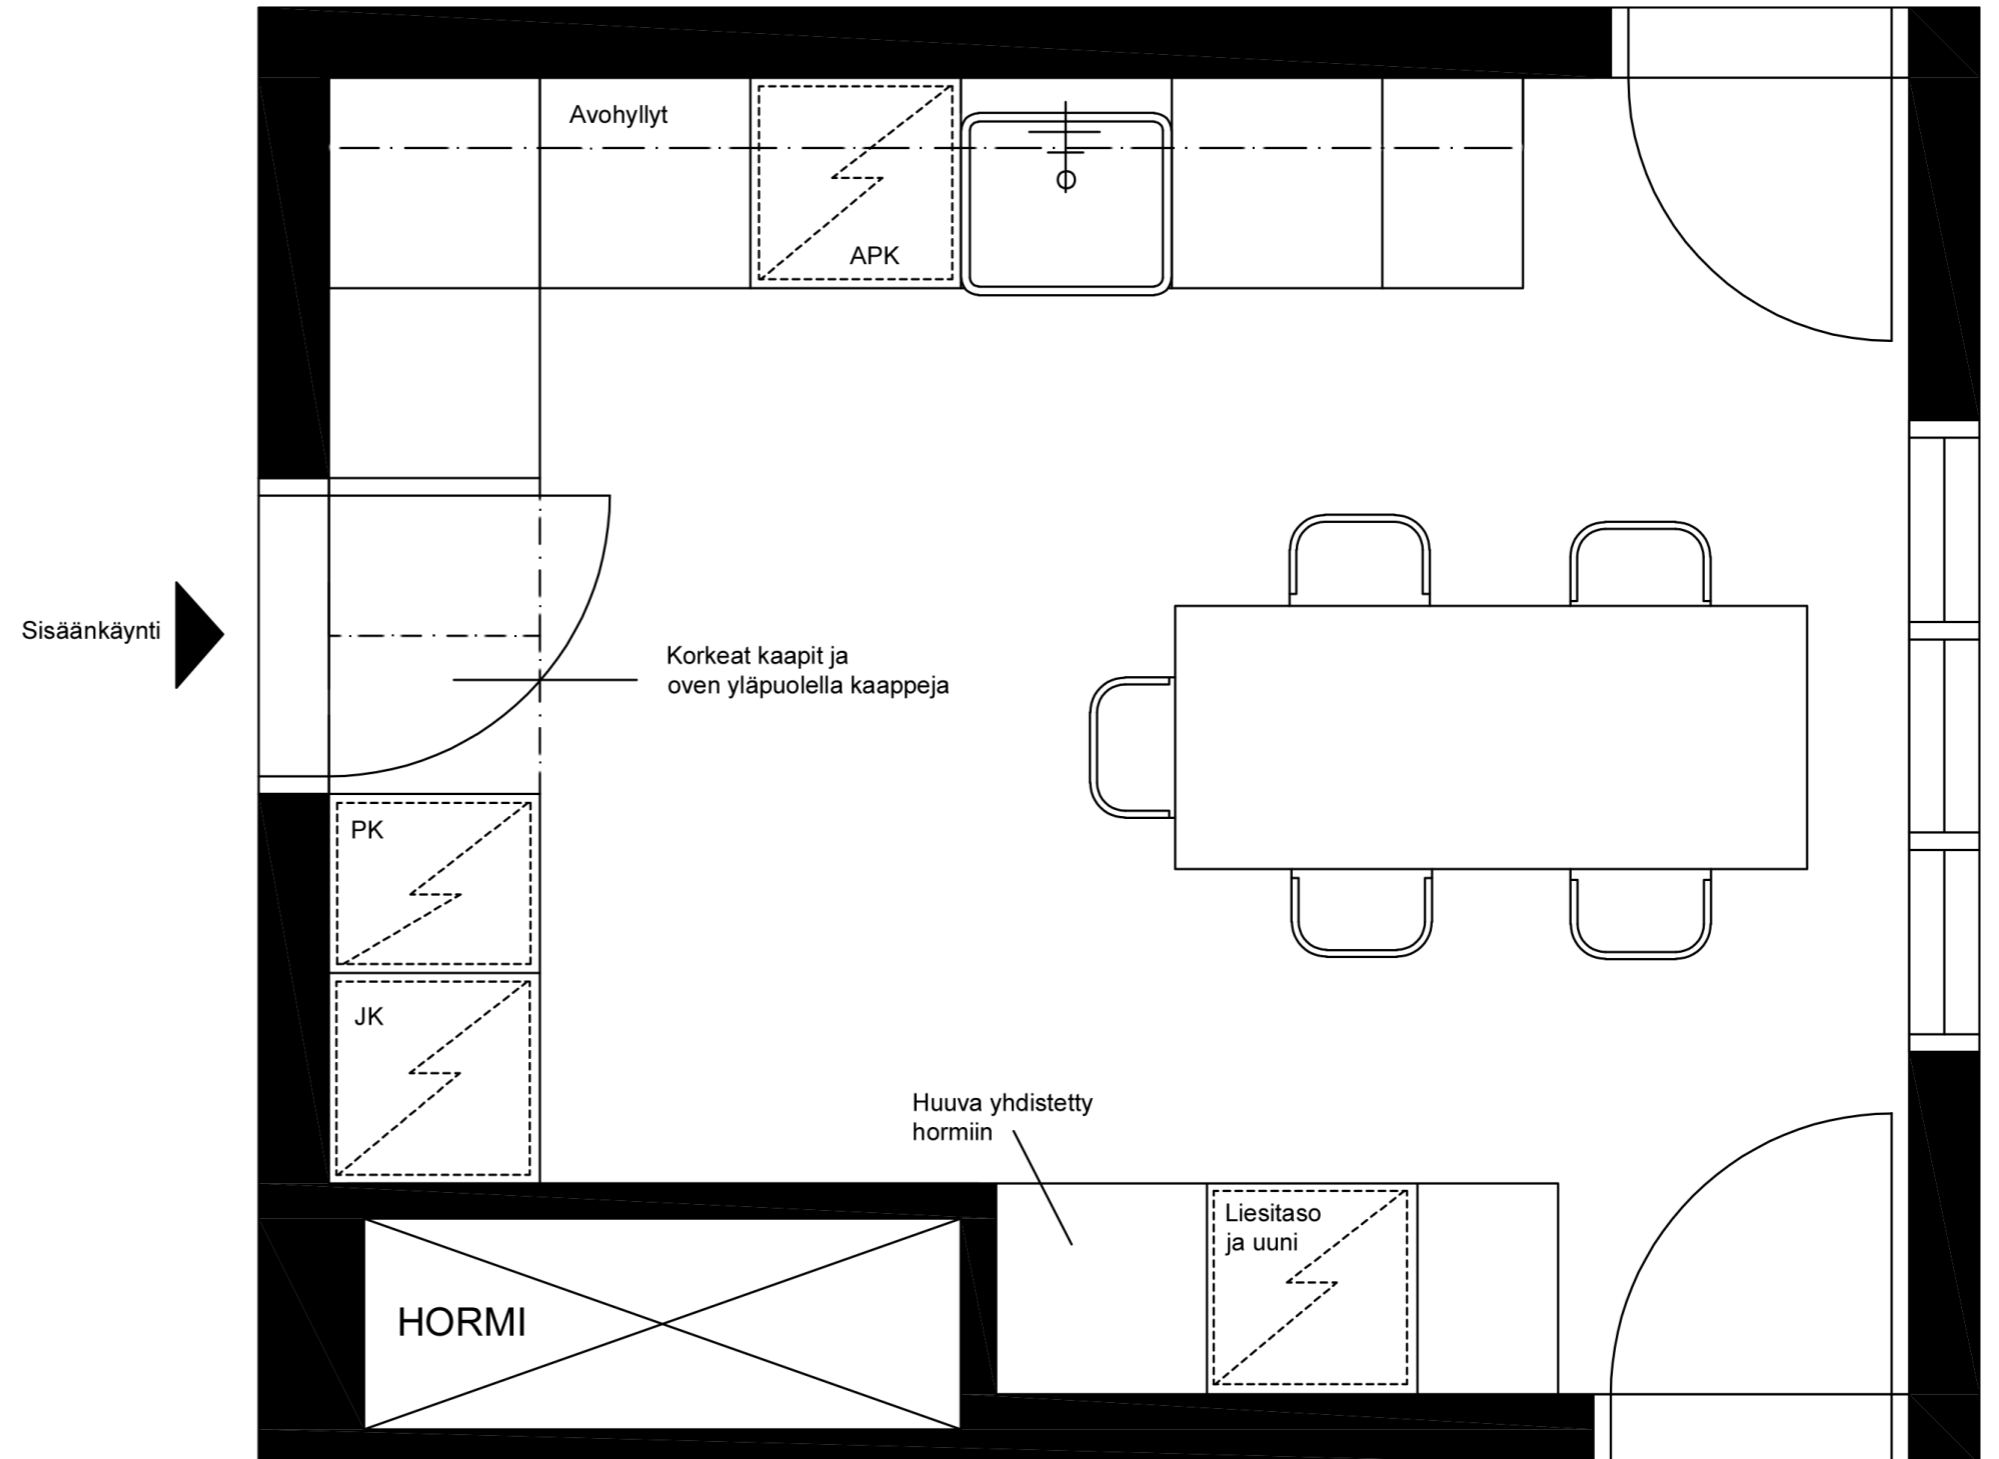 Avohyllyt
APK
Sisäänkäynti
Korkeat kaapit ja
oven yläpuolella kaappeja
PK
JK
Huuva yhdistetty
hormiin
Liesitaso
ja uuni
HORMI